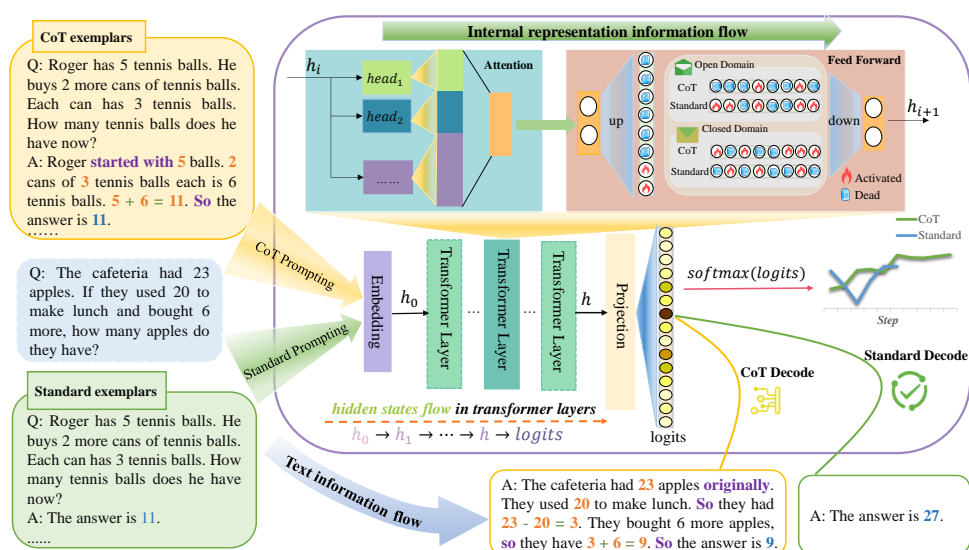 CoT exemplars
Q: Roger has 5 tennis balls. He
buys 2 more cans of tennis balls.
Each can has 3 tennis balls.
How many tennis balls does he
have now?
A: Roger started with 5 balls. 2
cans of 3 tennis balls each is 6
tennis balls. 5 + 6 = 11. So the
answer is 11.
......
Q: The cafeteria had 23
apples. If they used 20 to
make lunch and bought 6
more, how many apples do
they have?
Standard exemplars
Q: Roger has 5 tennis balls. He
buys 2 more cans of tennis balls.
Each can has 3 tennis balls. How
many tennis balls does he have
now?
A: The answer is 11.
......
CoT Prompting
Standard Prompting
Text information flow
Internal representation information flow
h_i
head_1
head_2
......
Attention
up
Open Domain
CoT
Standard
Closed Domain
CoT
Standard
Feed Forward
down
h_{i+1}
Activated
Dead
Embedding
h_0
Transformer Layer
...
Transformer Layer
...
Transformer Layer
h
Projection
logits
hidden states flow in transformer layers
h_0 → h_1 → ⋯ → h → logits
softmax(logits)
CoT
Standard
Step
CoT Decode
Standard Decode
A: The cafeteria had 23 apples originally.
They used 20 to make lunch. So they had
23 - 20 = 3. They bought 6 more apples,
so they have 3 + 6 = 9. So the answer is 9.
A: The answer is 27.